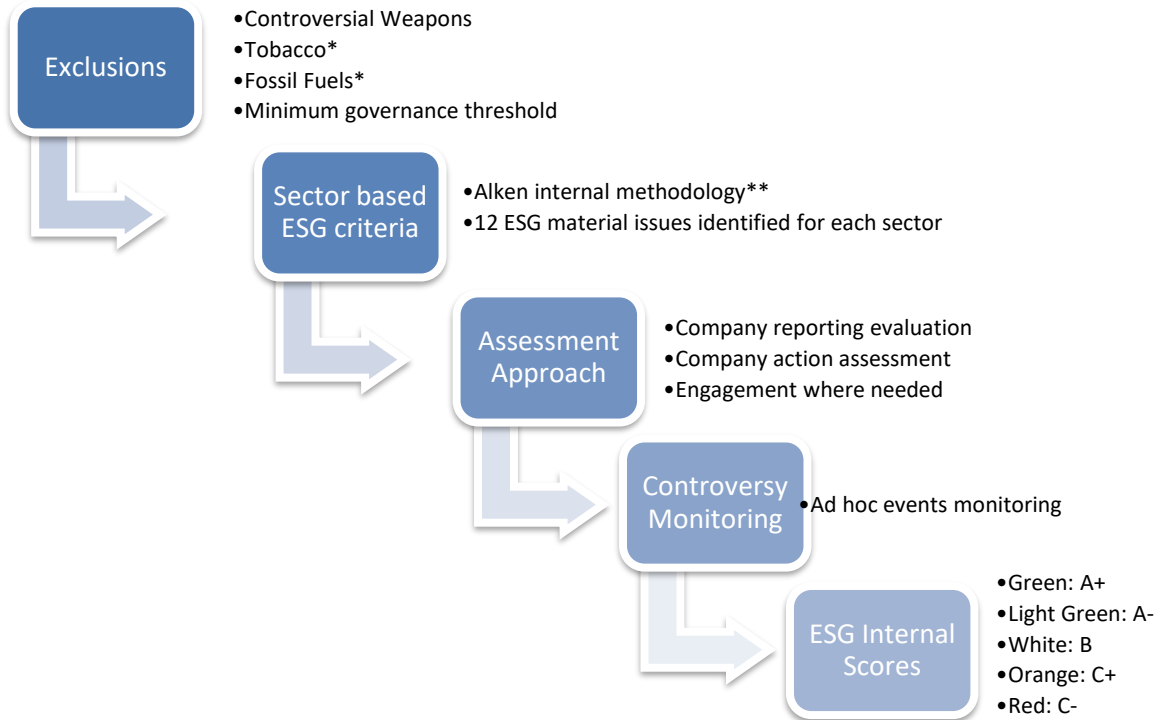 Exclusions
•Controversial Weapons
•Tobacco*
•Fossil Fuels*
•Minimum governance threshold
Sector based
ESG criteria
•Alken internal methodology**
•12 ESG material issues identified for each sector
Assessment
Approach
•Company reporting evaluation
•Company action assessment
•Engagement where needed
Controversy
Monitoring
•Ad hoc events monitoring
ESG Internal
Scores
•Green: A+
•Light Green: A-
•White: B
•Orange: C+
•Red: C-